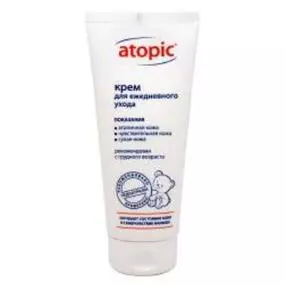 atopic®
крем
для ежедневного
ухода
показания
атопичная кожа
чувствительная кожа
сухая кожа
рекомендован
с грудного возраста